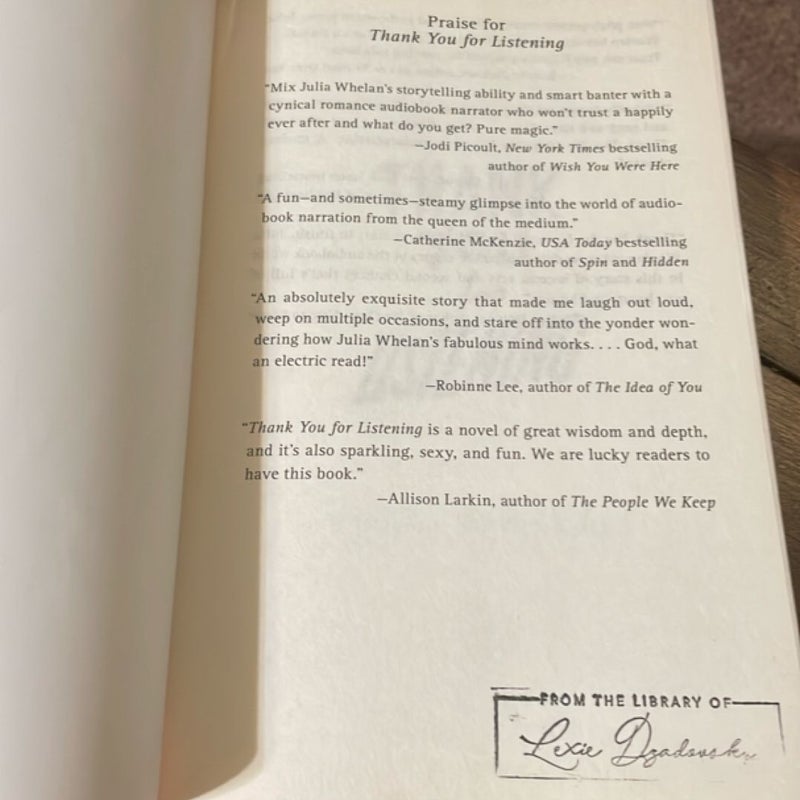 Praise for
Thank You for Listening
“Mix Julia Whelan’s storytelling ability and smart banter with a
cynical romance audiobook narrator who won’t trust a happily
ever after and what do you get? Pure magic.”
—Jodi Picoult, New York Times bestselling
author of Wish You Were Here
“A fun—and sometimes—steamy glimpse into the world of audio-
book narration from the queen of the medium.”
—Catherine McKenzie, USA Today bestselling
author of Spin and Hidden
“An absolutely exquisite story that made me laugh out loud,
weep on multiple occasions, and stare off into the yonder won-
dering how Julia Whelan’s fabulous mind works. . . . God, what
an electric read!”
—Robinne Lee, author of The Idea of You
“Thank You for Listening is a novel of great wisdom and depth,
and it’s also sparkling, sexy, and fun. We are lucky readers to
have this book.”
—Allison Larkin, author of The People We Keep
FROM THE LIBRARY OF
Lexie